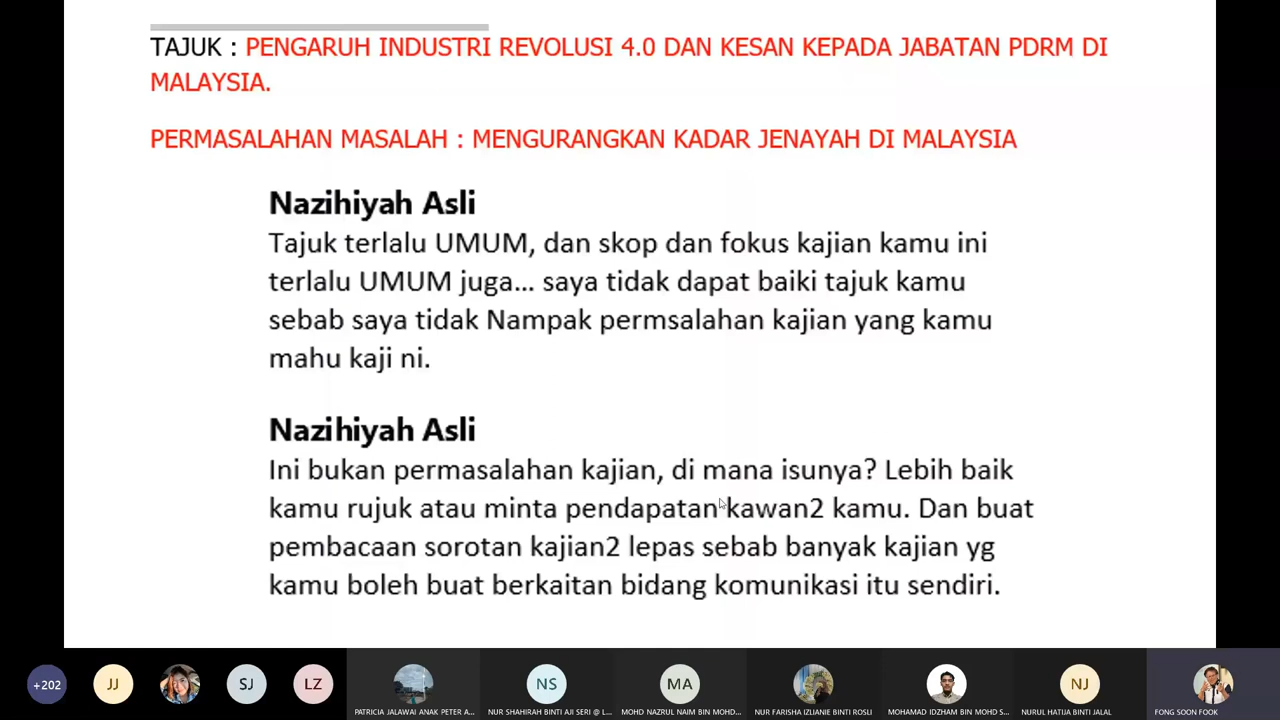 TAJUK : PENGARUH INDUSTRI REVOLUSI 4.0 DAN KESAN KEPADA JABATAN PDRM DI
MALAYSIA.
PERMASALAHAN MASALAH : MENGURANGKAN KADAR JENAYAH DI MALAYSIA
Nazihiyah Asli
Tajuk terlalu UMUM, dan skop dan fokus kajian kamu ini
terlalu UMUM juga... saya tidak dapat baiki tajuk kamu
sebab saya tidak Nampak permsalahan kajian yang kamu
mahu kaji ni.
Nazihiyah Asli
Ini bukan permasalahan kajian, di mana isunya? Lebih baik
kamu rujuk atau minta pendapatan kawan2 kamu. Dan buat
pembacaan sorotan kajian2 lepas sebab banyak kajian yg
kamu boleh buat berkaitan bidang komunikasi itu sendiri.
+202
JJ
SJ
LZ
NS
MA
NJ
PATRICIA JALAWAI ANAK PETER A...
NUR SHAHIRAH BINTI AJI SERI @ L...
MOHD NAZRUL NAIM BIN MOHD...
NUR FARISHA IZLIANIE BINTI ROSLI
MOHAMAD IDZHAM BIN MOHD S...
NURUL HATIJA BINTI JALAL
FONG SOON FOOK